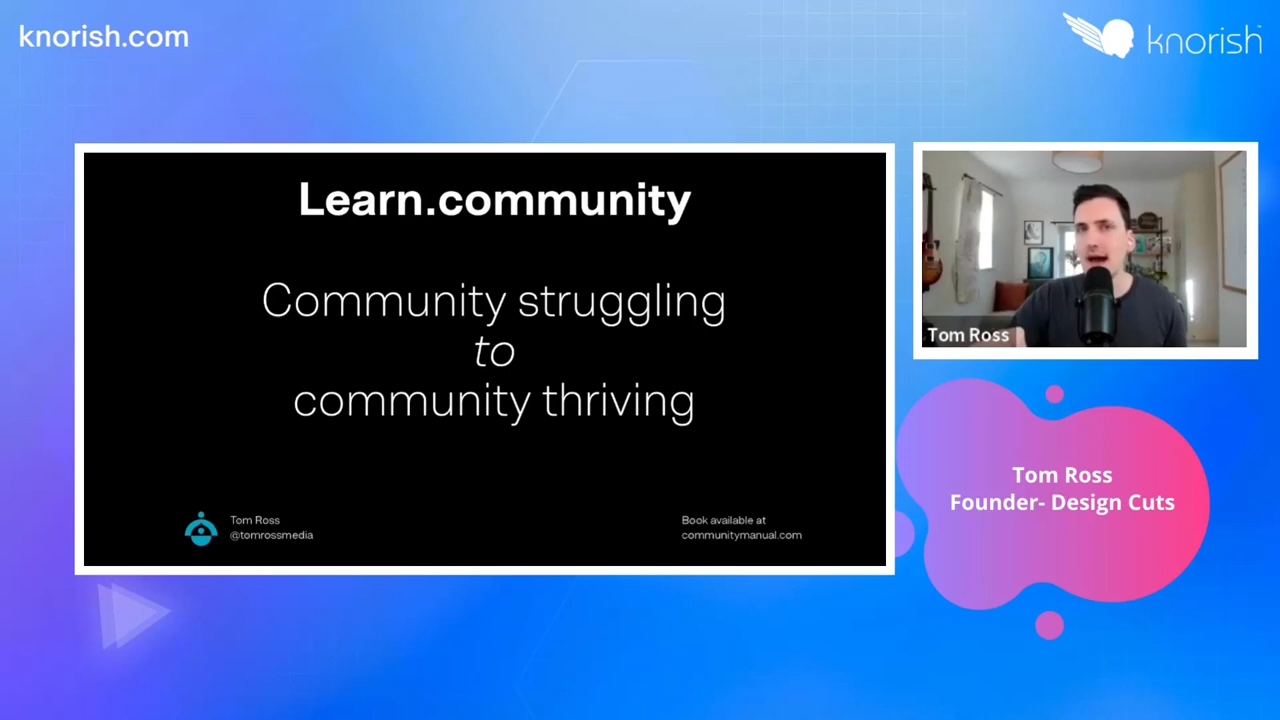 knorish.com
knorish
Learn.community
Community struggling
to
community thriving
Tom Ross
@tomrossmedia
Book available at
communitymanual.com
Tom Ross
Tom Ross
Founder- Design Cuts